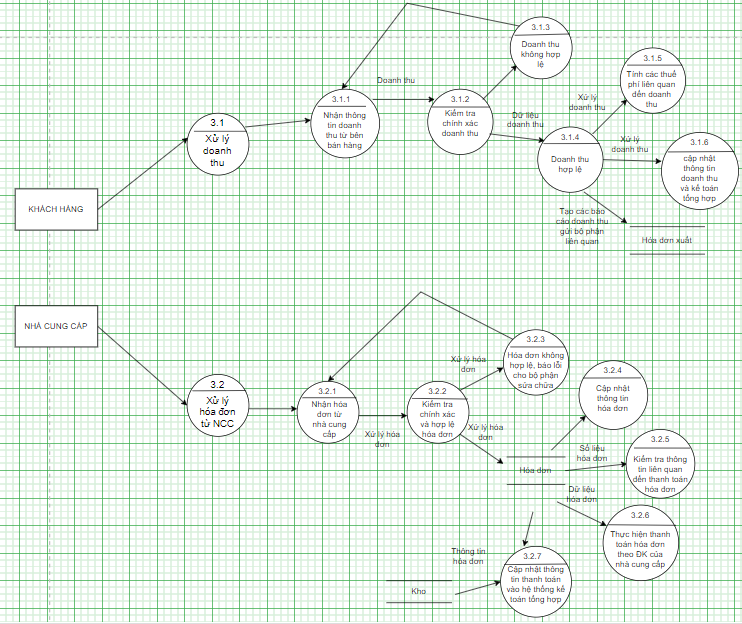 3.1.3
Doanh thu
không hợp
lệ
3.1.5
Tính các thuế
phí liên quan
đến doanh
thu
Doanh thu
3.1.1
Nhận thông
tin doanh
thu từ bên
bán hàng
3.1.2
Kiểm tra
chính xác
doanh thu
Xử lý
doanh thu
Dữ liệu
doanh thu
3.1
Xử lý
doanh
thu
3.1.4
Doanh thu
hợp lệ
Xử lý
doanh thu
3.1.6
cập nhật
thông tin
doanh thu
và kế toán
tổng hợp
KHÁCH HÀNG
Tạo các báo
cáo doanh thu
gửi bộ phận
liên quan
Hóa đơn xuất
NHÀ CUNG CẤP
3.2.3
Hóa đơn không
hợp lệ, báo lỗi
cho bộ phận
sửa chữa
Xử lý hóa
đơn
3.2.4
Cập nhật
thông tin
hóa đơn
3.2
Xử lý
hóa đơn
từ NCC
3.2.1
Nhận hóa
đơn từ
nhà cung
cấp
Xử lý hóa
đơn
3.2.2
Kiểm tra
chính xác
và hợp lệ
hóa đơn
Xử lý hóa
đơn
Hóa đơn
Số liệu
hóa đơn
3.2.5
Kiểm tra thông
tin liên quan
đến thanh toán
hóa đơn
Dữ liệu
hóa đơn
3.2.6
Thực hiện thanh
toán hóa đơn
theo ĐK của
nhà cung cấp
Thông tin
hóa đơn
3.2.7
Cập nhật thông
tin thanh toán
vào hệ thống kế
toán tổng hợp
Kho